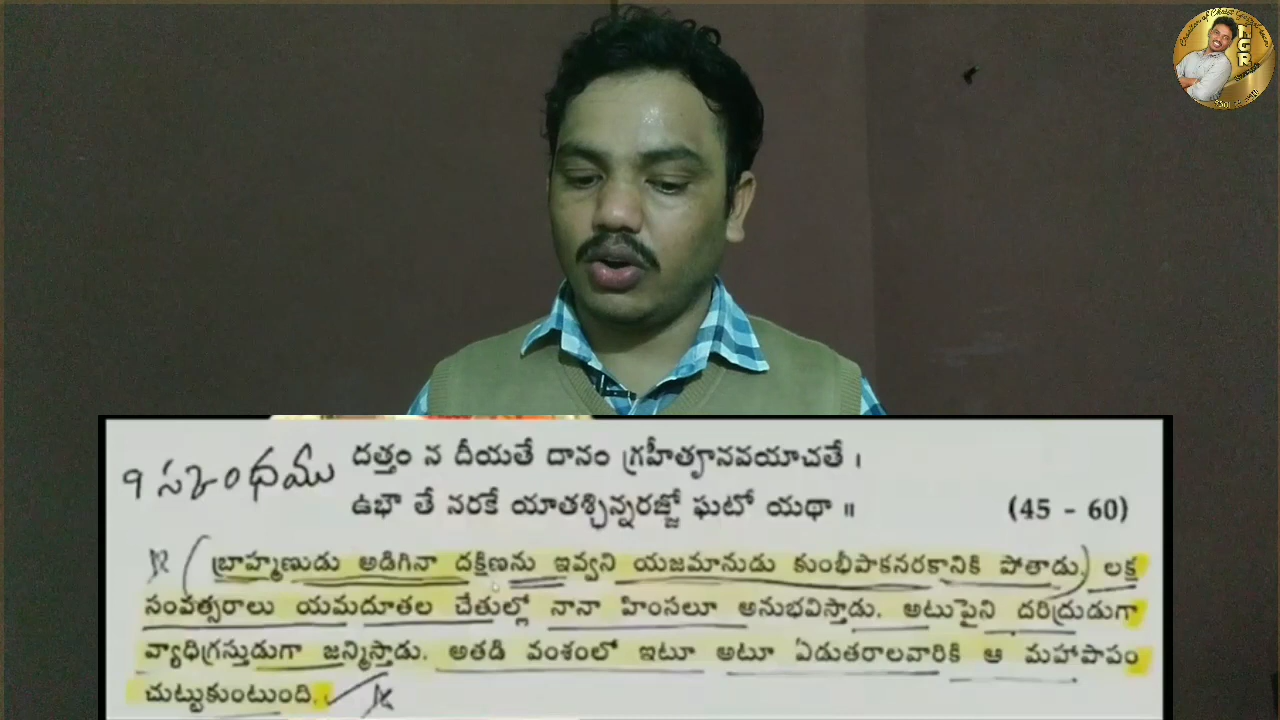 NGR
దత్తం న దీయతే దానం గ్రహీతౄనవయాచతే ।
9 స్కంధము
ఉభౌ తే నరకే యాతశ్ఛిన్నరజ్జో ఘటో యథా ॥ (45 - 60)
బ్రాహ్మణుడు అడిగినా దక్షిణను ఇవ్వని యజమానుడు కుంభీపాకనరకానికి పోతాడు. లక్ష
సంవత్సరాలు యమదూతల చేతుల్లో నానా హింసలూ అనుభవిస్తాడు. అటుపైని దరిద్రుడుగా
వ్యాధిగ్రస్తుడుగా జన్మిస్తాడు. అతడి వంశంలో ఇటూ అటూ ఏడుతరాలవారికి ఆ మహాపాపం
చుట్టుకుంటుంది.